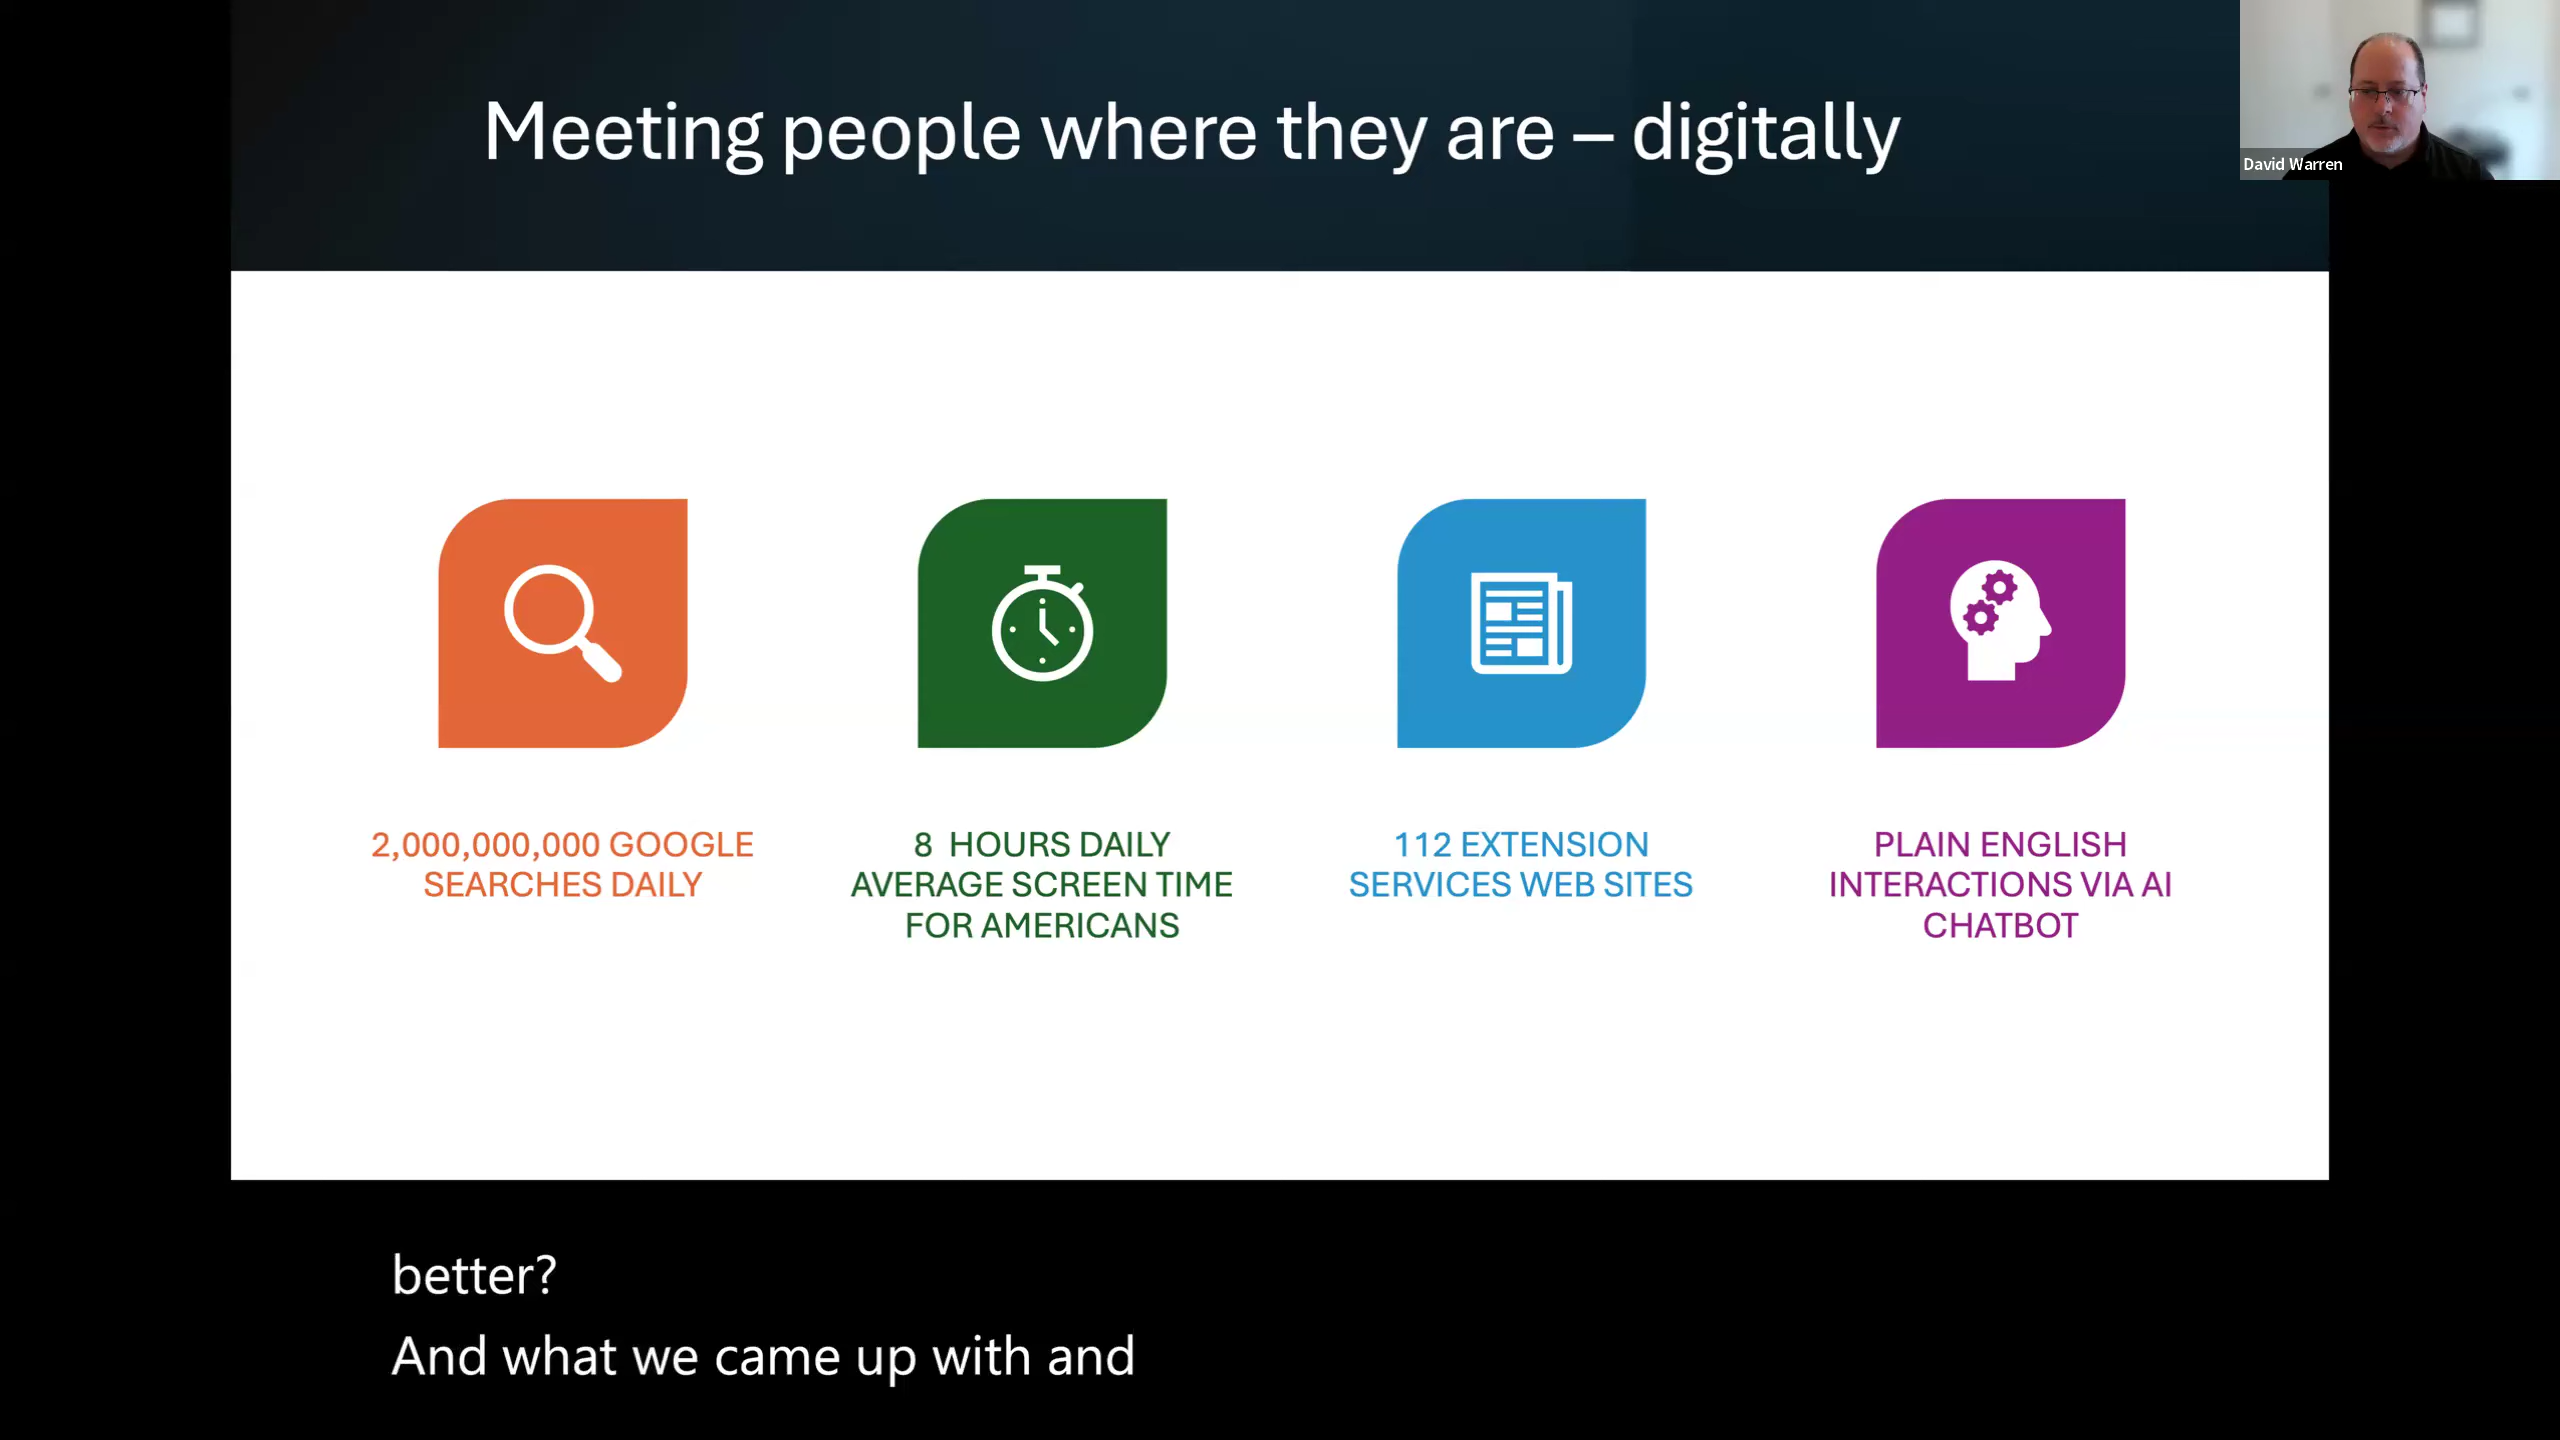 Meeting people where they are – digitally
David Warren
2,000,000,000 GOOGLE
SEARCHES DAILY
8  HOURS DAILY
AVERAGE SCREEN TIME
FOR AMERICANS
112 EXTENSION
SERVICES WEB SITES
PLAIN ENGLISH
INTERACTIONS VIA AI
CHATBOT
better?
And what we came up with and